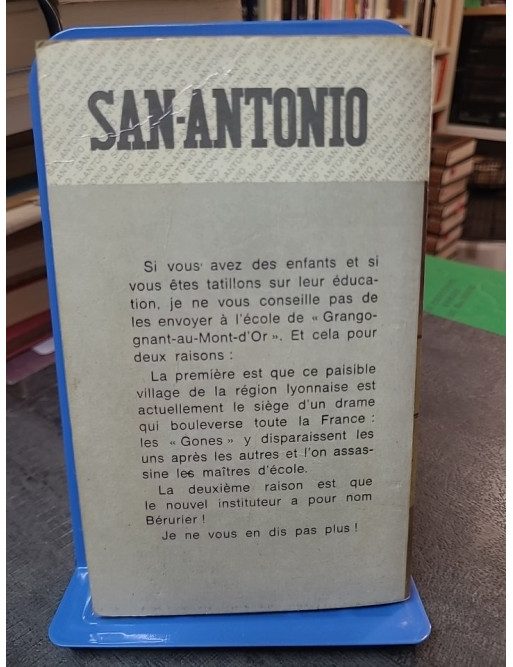 SAN-ANTONIO
Si vous avez des enfants et si
vous êtes tatillons sur leur éduca-
tion, je ne vous conseille pas de
les envoyer à l'école de « Grango-
gnant-au-Mont-d'Or ». Et cela pour
deux raisons :
La première est que ce paisible
village de la région lyonnaise est
actuellement le siège d'un drame
qui bouleverse toute la France :
les « Gones » y disparaissent les
uns après les autres et l'on assas-
sine les maîtres d'école.
La deuxième raison est que
le nouvel instituteur a pour nom
Bérurier !
Je ne vous en dis pas plus !